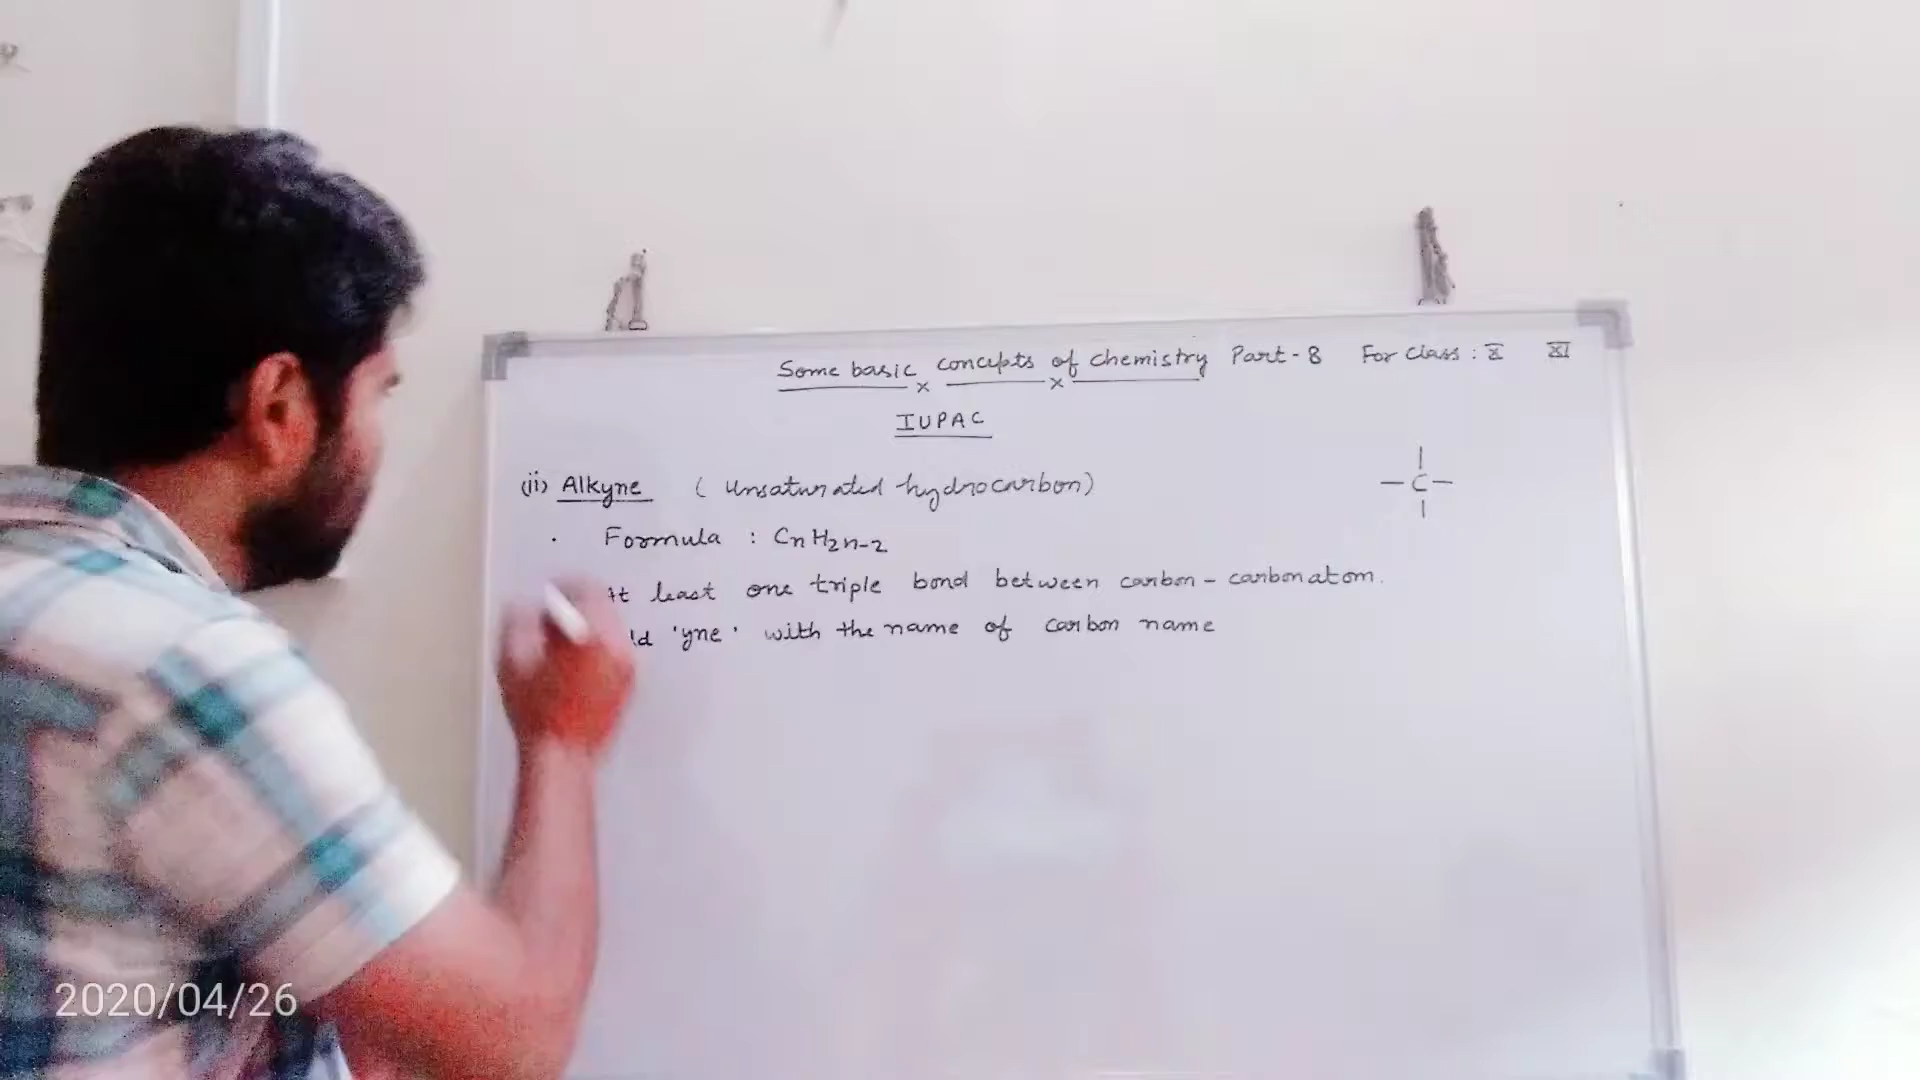 Some basic concepts of chemistry Part-8 For class : X XI
x x
IUPAC
(ii) Alkyne (Unsaturated hydrocarbon)
. Formula : CnH2n-2
At least one triple bond between carbon - carbon atom.
'yne' with the name of carbon name
|
— C —
|
2020/04/26